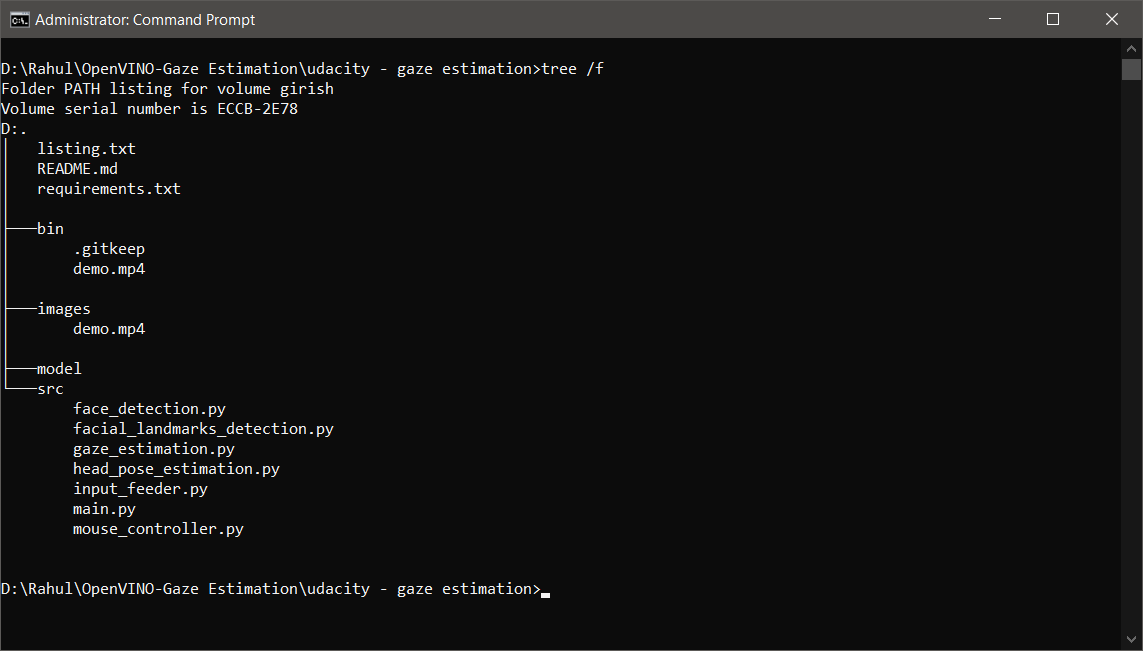 Administrator: Command Prompt
D:\Rahul\OpenVINO-Gaze Estimation\udacity - gaze estimation>tree /f
Folder PATH listing for volume girish
Volume serial number is ECCB-2E78
D:.
listing.txt
README.md
requirements.txt
bin
.gitkeep
demo.mp4
images
demo.mp4
model
src
face_detection.py
facial_landmarks_detection.py
gaze_estimation.py
head_pose_estimation.py
input_feeder.py
main.py
mouse_controller.py
D:\Rahul\OpenVINO-Gaze Estimation\udacity - gaze estimation>